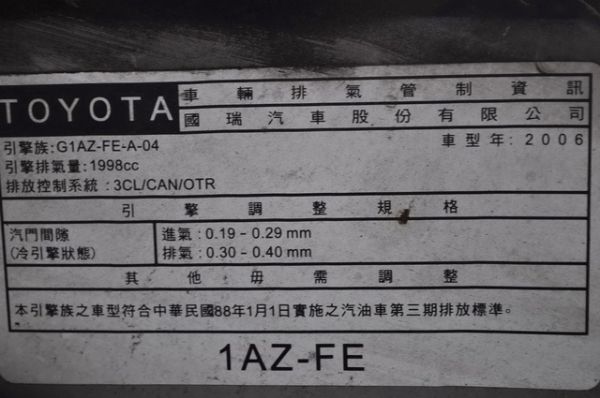 TOYOTA
車輛排氣管制資訊
國瑞汽車股份有限公司
引擎族:G1AZ-FE-A-04
車型年:2006
引擎排氣量:1998cc
排放控制系統:3CL/CAN/OTR
引擎調整規格
汽門間隙
(冷引擎狀態)
進氣:0.19-0.29 mm
排氣:0.30-0.40 mm
其他毋需調整
本引擎族之車型符合中華民國88年1月1日實施之汽油車第三期排放標準。
1AZ-FE